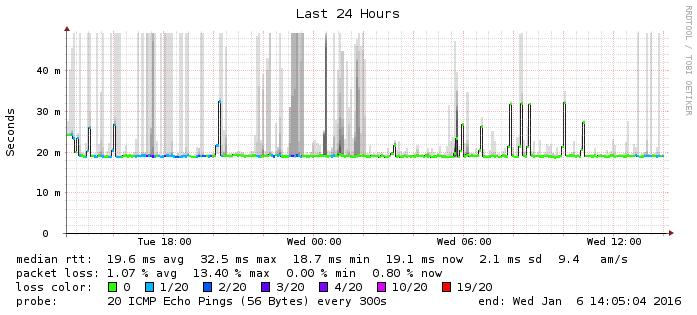 Last 24 Hours
RRDTOOL / TOBI OETIKER
Seconds
40 m
30 m
20 m
10 m
0
Tue 18:00 Wed 00:00 Wed 06:00 Wed 12:00
median rtt: 19.6 ms avg 32.5 ms max 18.7 ms min 19.1 ms now 2.1 ms sd 9.4 am/s
packet loss: 1.07 % avg 13.40 % max 0.00 % min 0.80 % now
loss color: 0 1/20 2/20 3/20 4/20 10/20 19/20
probe: 20 ICMP Echo Pings (56 Bytes) every 300s end: Wed Jan 6 14:05:04 2016